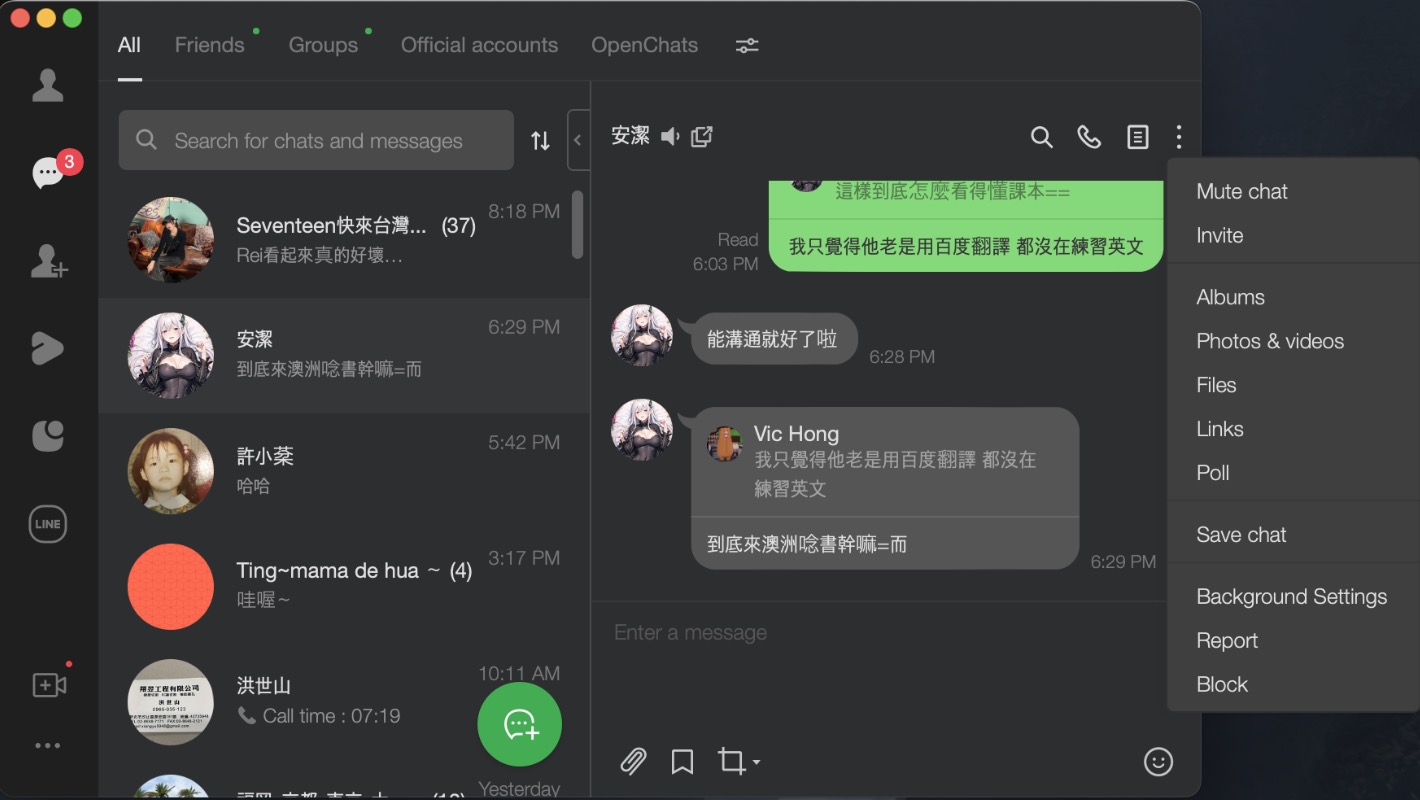 All
Friends
Groups
Official accounts
OpenChats
3
Search for chats and messages
Seventeen快來台灣... (37)
8:18 PM
Rei看起來真的好壞...
安潔
6:29 PM
到底來澳洲唸書幹嘛=而
許小棻
5:42 PM
哈哈
Ting~mama de hua ~ (4)
3:17 PM
哇喔~
洪世山
10:11 AM
Call time : 07:19
Yesterday
LINE
安潔
這樣到底怎麼看得懂課本==
我只覺得他老是用百度翻譯 都沒在練習英文
Read
6:03 PM
能溝通就好了啦
6:28 PM
Vic Hong
我只覺得他老是用百度翻譯 都沒在
練習英文
到底來澳洲唸書幹嘛=而
6:29 PM
Enter a message
Mute chat
Invite
Albums
Photos & videos
Files
Links
Poll
Save chat
Background Settings
Report
Block